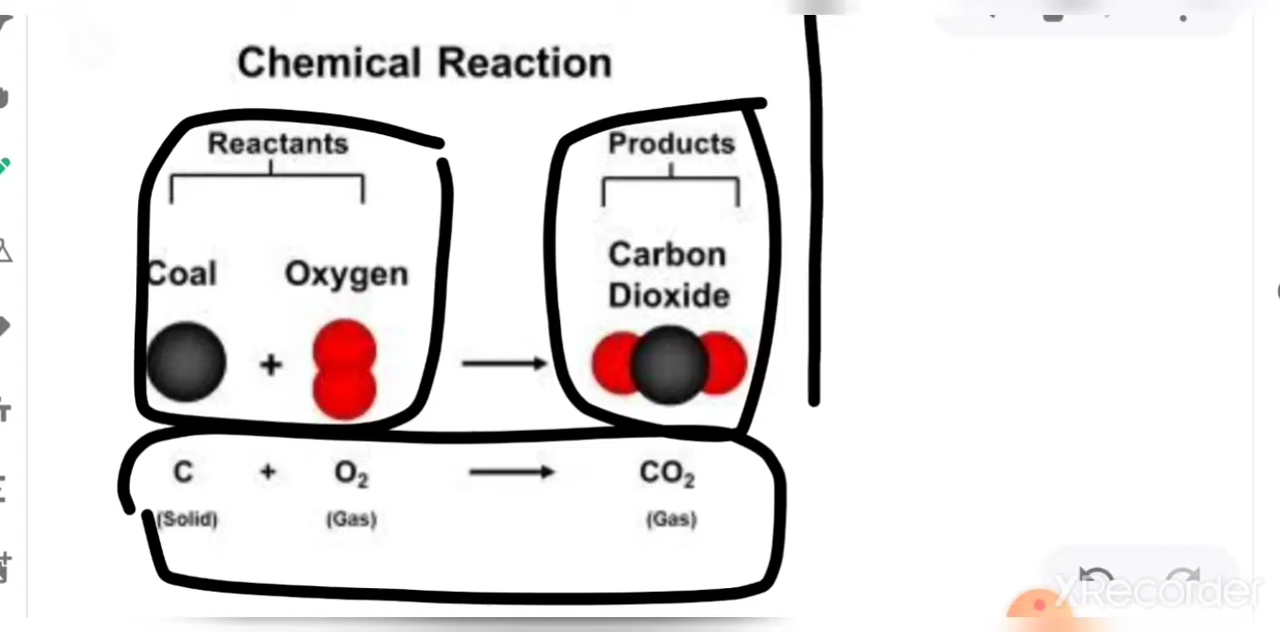 Chemical Reaction
Reactants
Products
Coal
Oxygen
Carbon
Dioxide
+
C + O₂ → CO₂
(Solid) (Gas) (Gas)
XRecorder